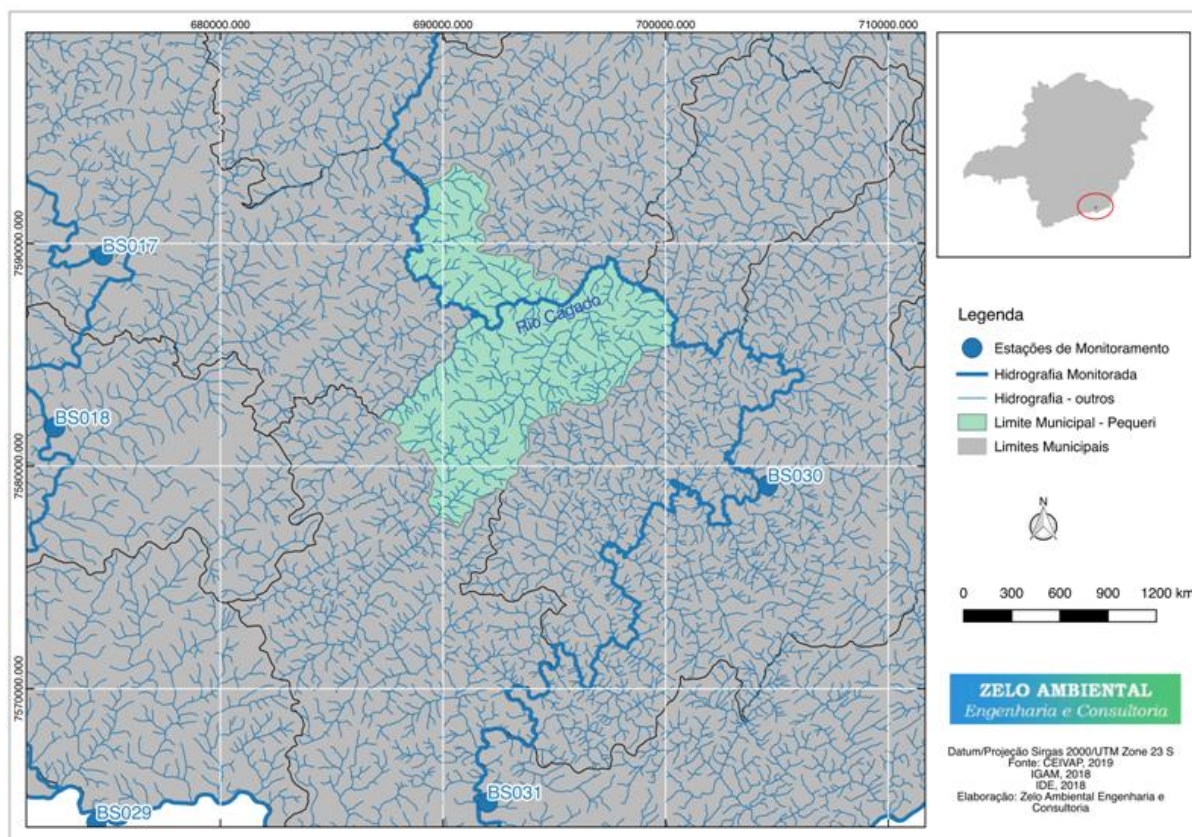 680000.000
690000.000
700000.000
710000.000
7590000.000
7580000.000
7570000.000
BS017
Rio Cágado
BS018
BS030
BS031
BS029
Legenda
Estações de Monitoramento
Hidrografia Monitorada
Hidrografia - outros
Limite Municipal - Pequeri
Limites Municipais
N
0 300 600 900 1200 km
ZELO AMBIENTAL
Engenharia e Consultoria
Datum/Projeção Sirgas 2000/UTM Zone 23 S
Fonte: CEIVAP, 2019
IGAM, 2018
IDE, 2018
Elaboração: Zelo Ambiental Engenharia e
Consultoria